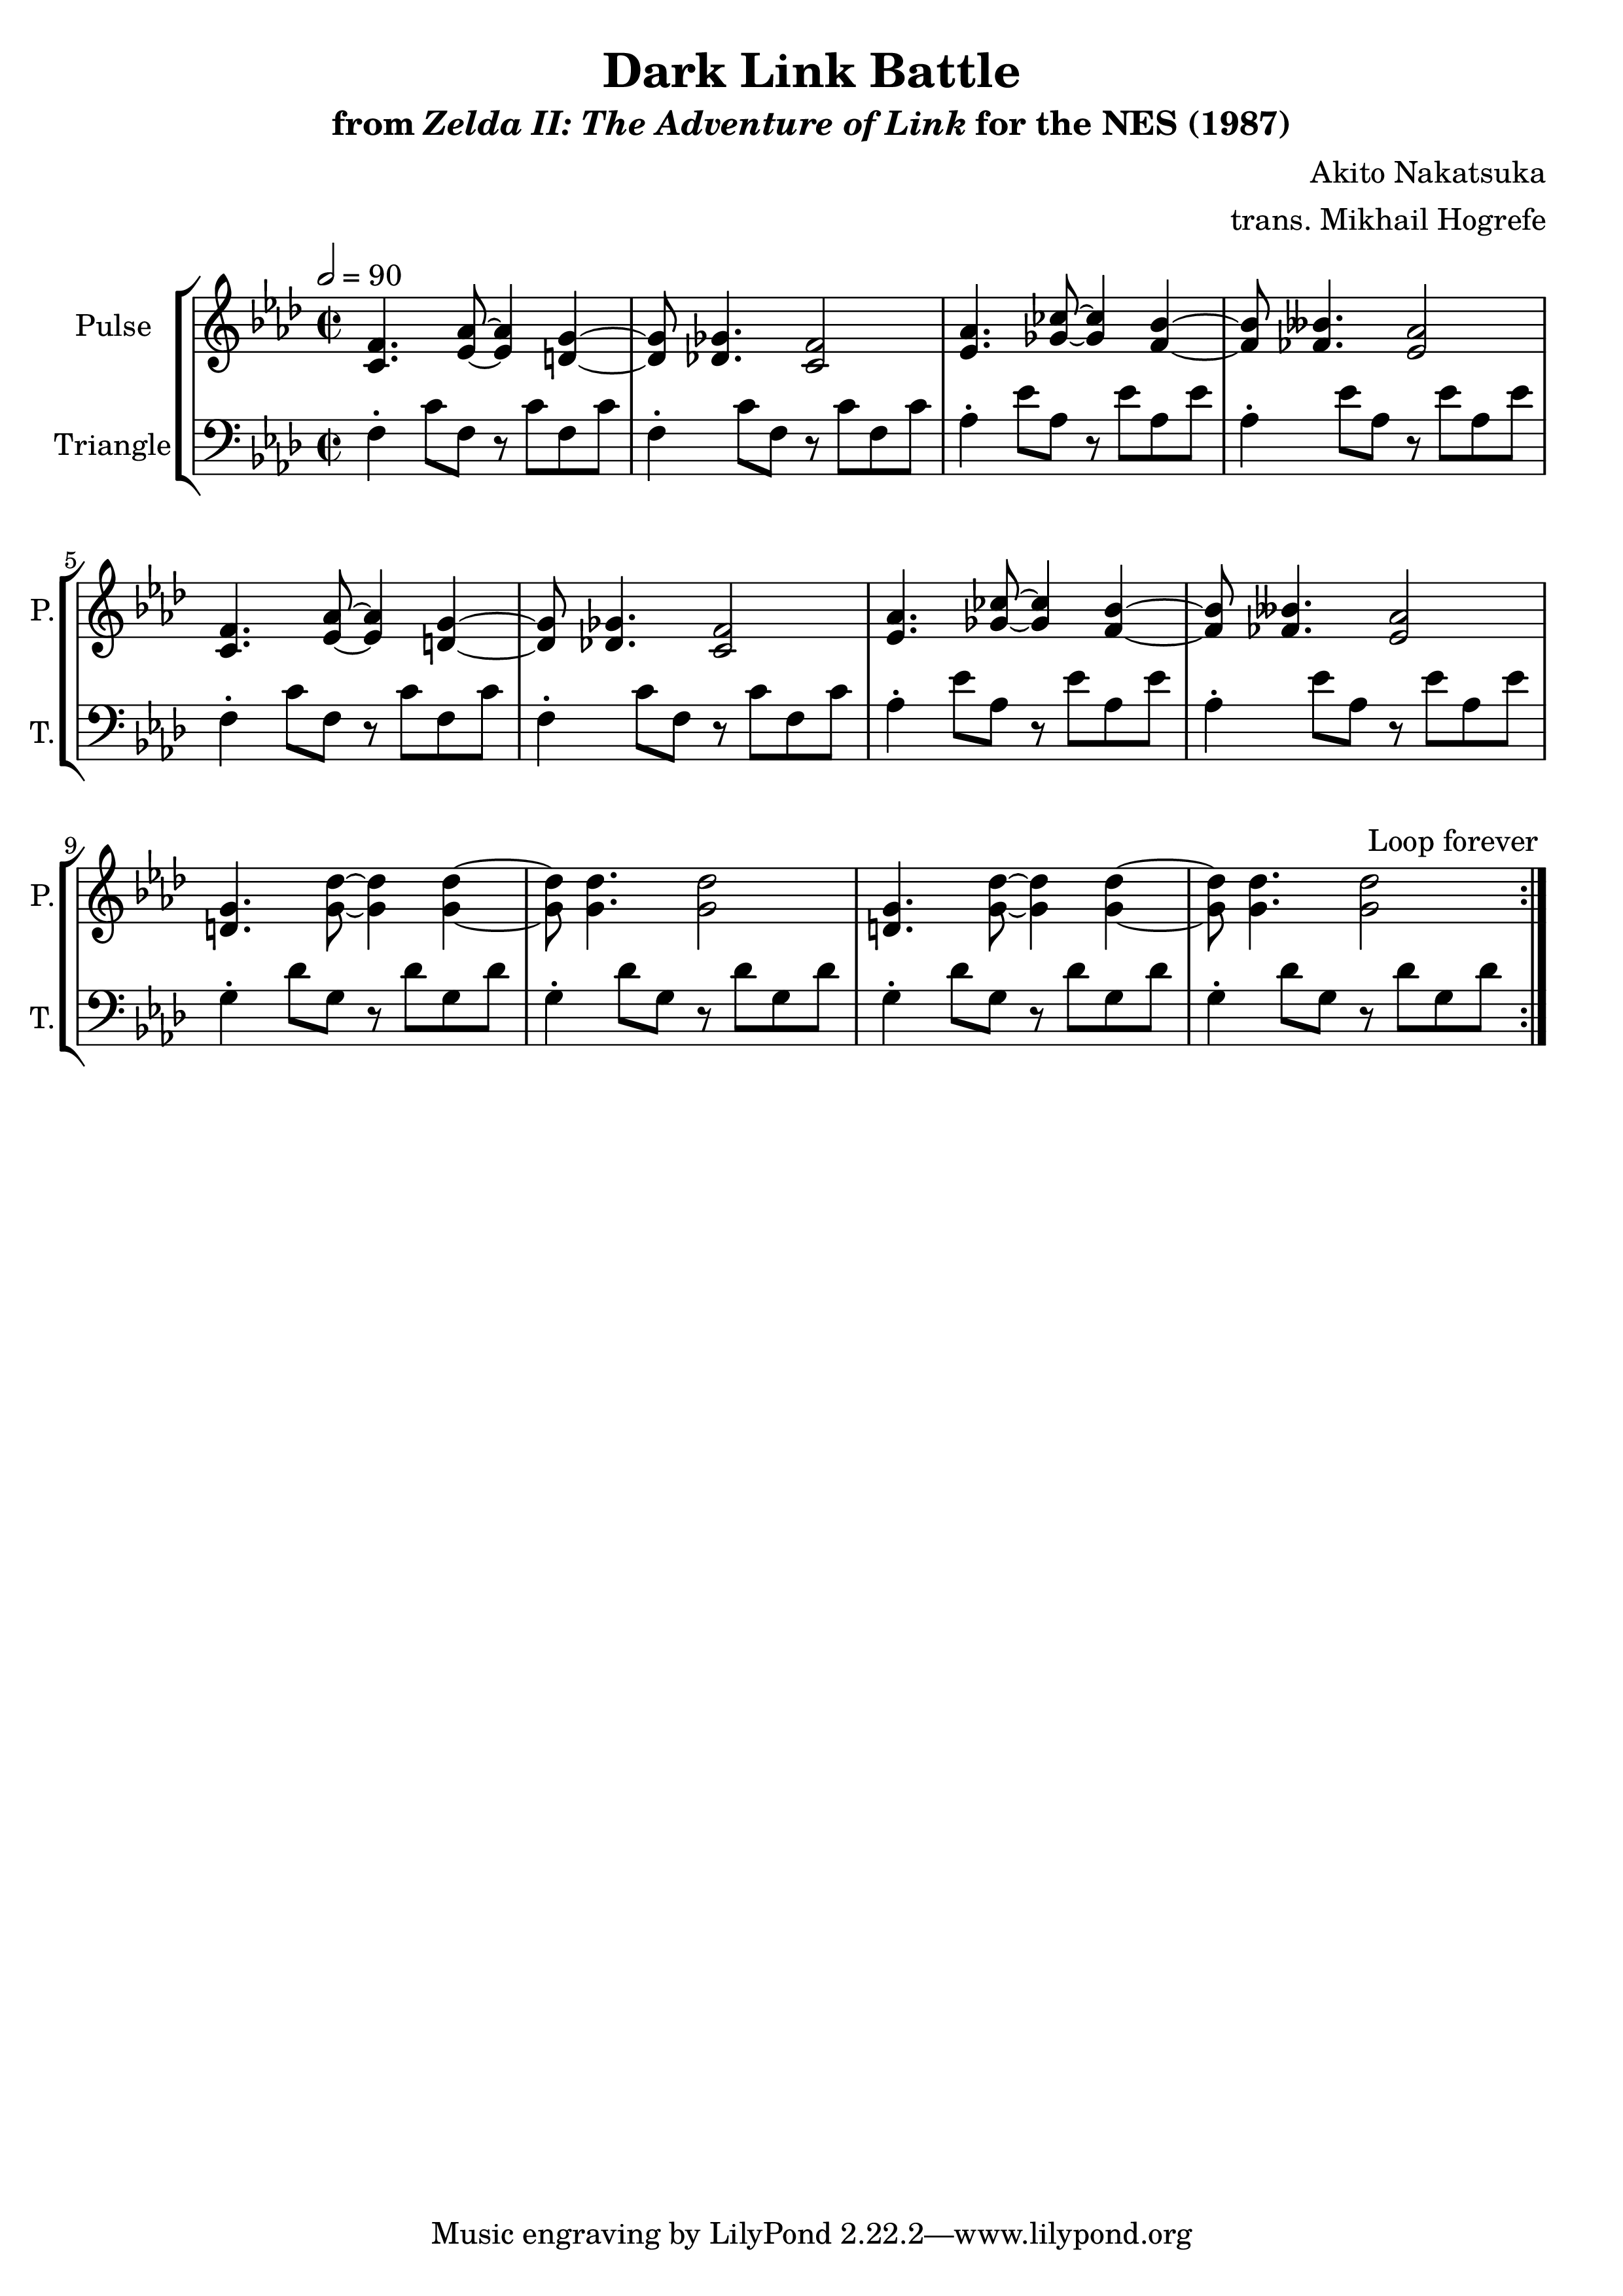 Dark Link Battle
from Zelda II: The Adventure of Link for the NES (1987)
Akito Nakatsuka
trans. Mikhail Hogrefe
= 90
Pulse
Triangle
5
P.
T.
9
Loop forever
P.
T.
Music engraving by LilyPond 2.22.2—www.lilypond.org